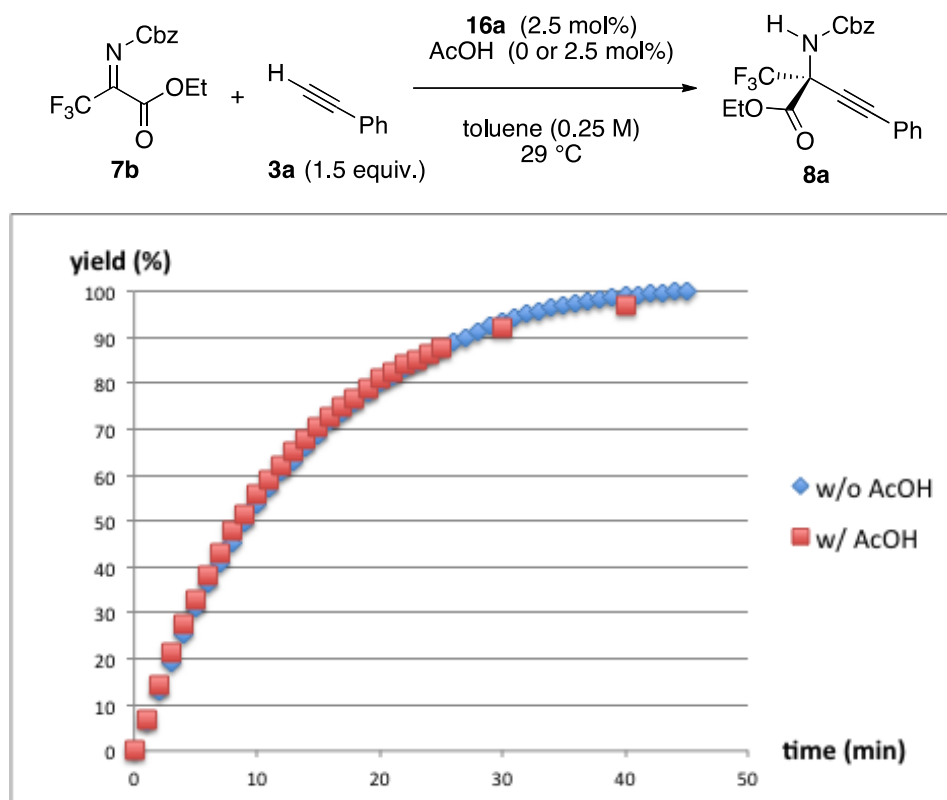 N
Cbz
F3C
OEt
O
7b
+
H
Ph
3a (1.5 equiv.)
16a (2.5 mol%)
AcOH (0 or 2.5 mol%)
toluene (0.25 M)
29 °C
H
N
Cbz
F3C
EtO
O
Ph
8a
yield (%)
100
90
80
70
60
50
40
30
20
10
0
0 10 20 30 40 50
time (min)
w/o AcOH
w/ AcOH